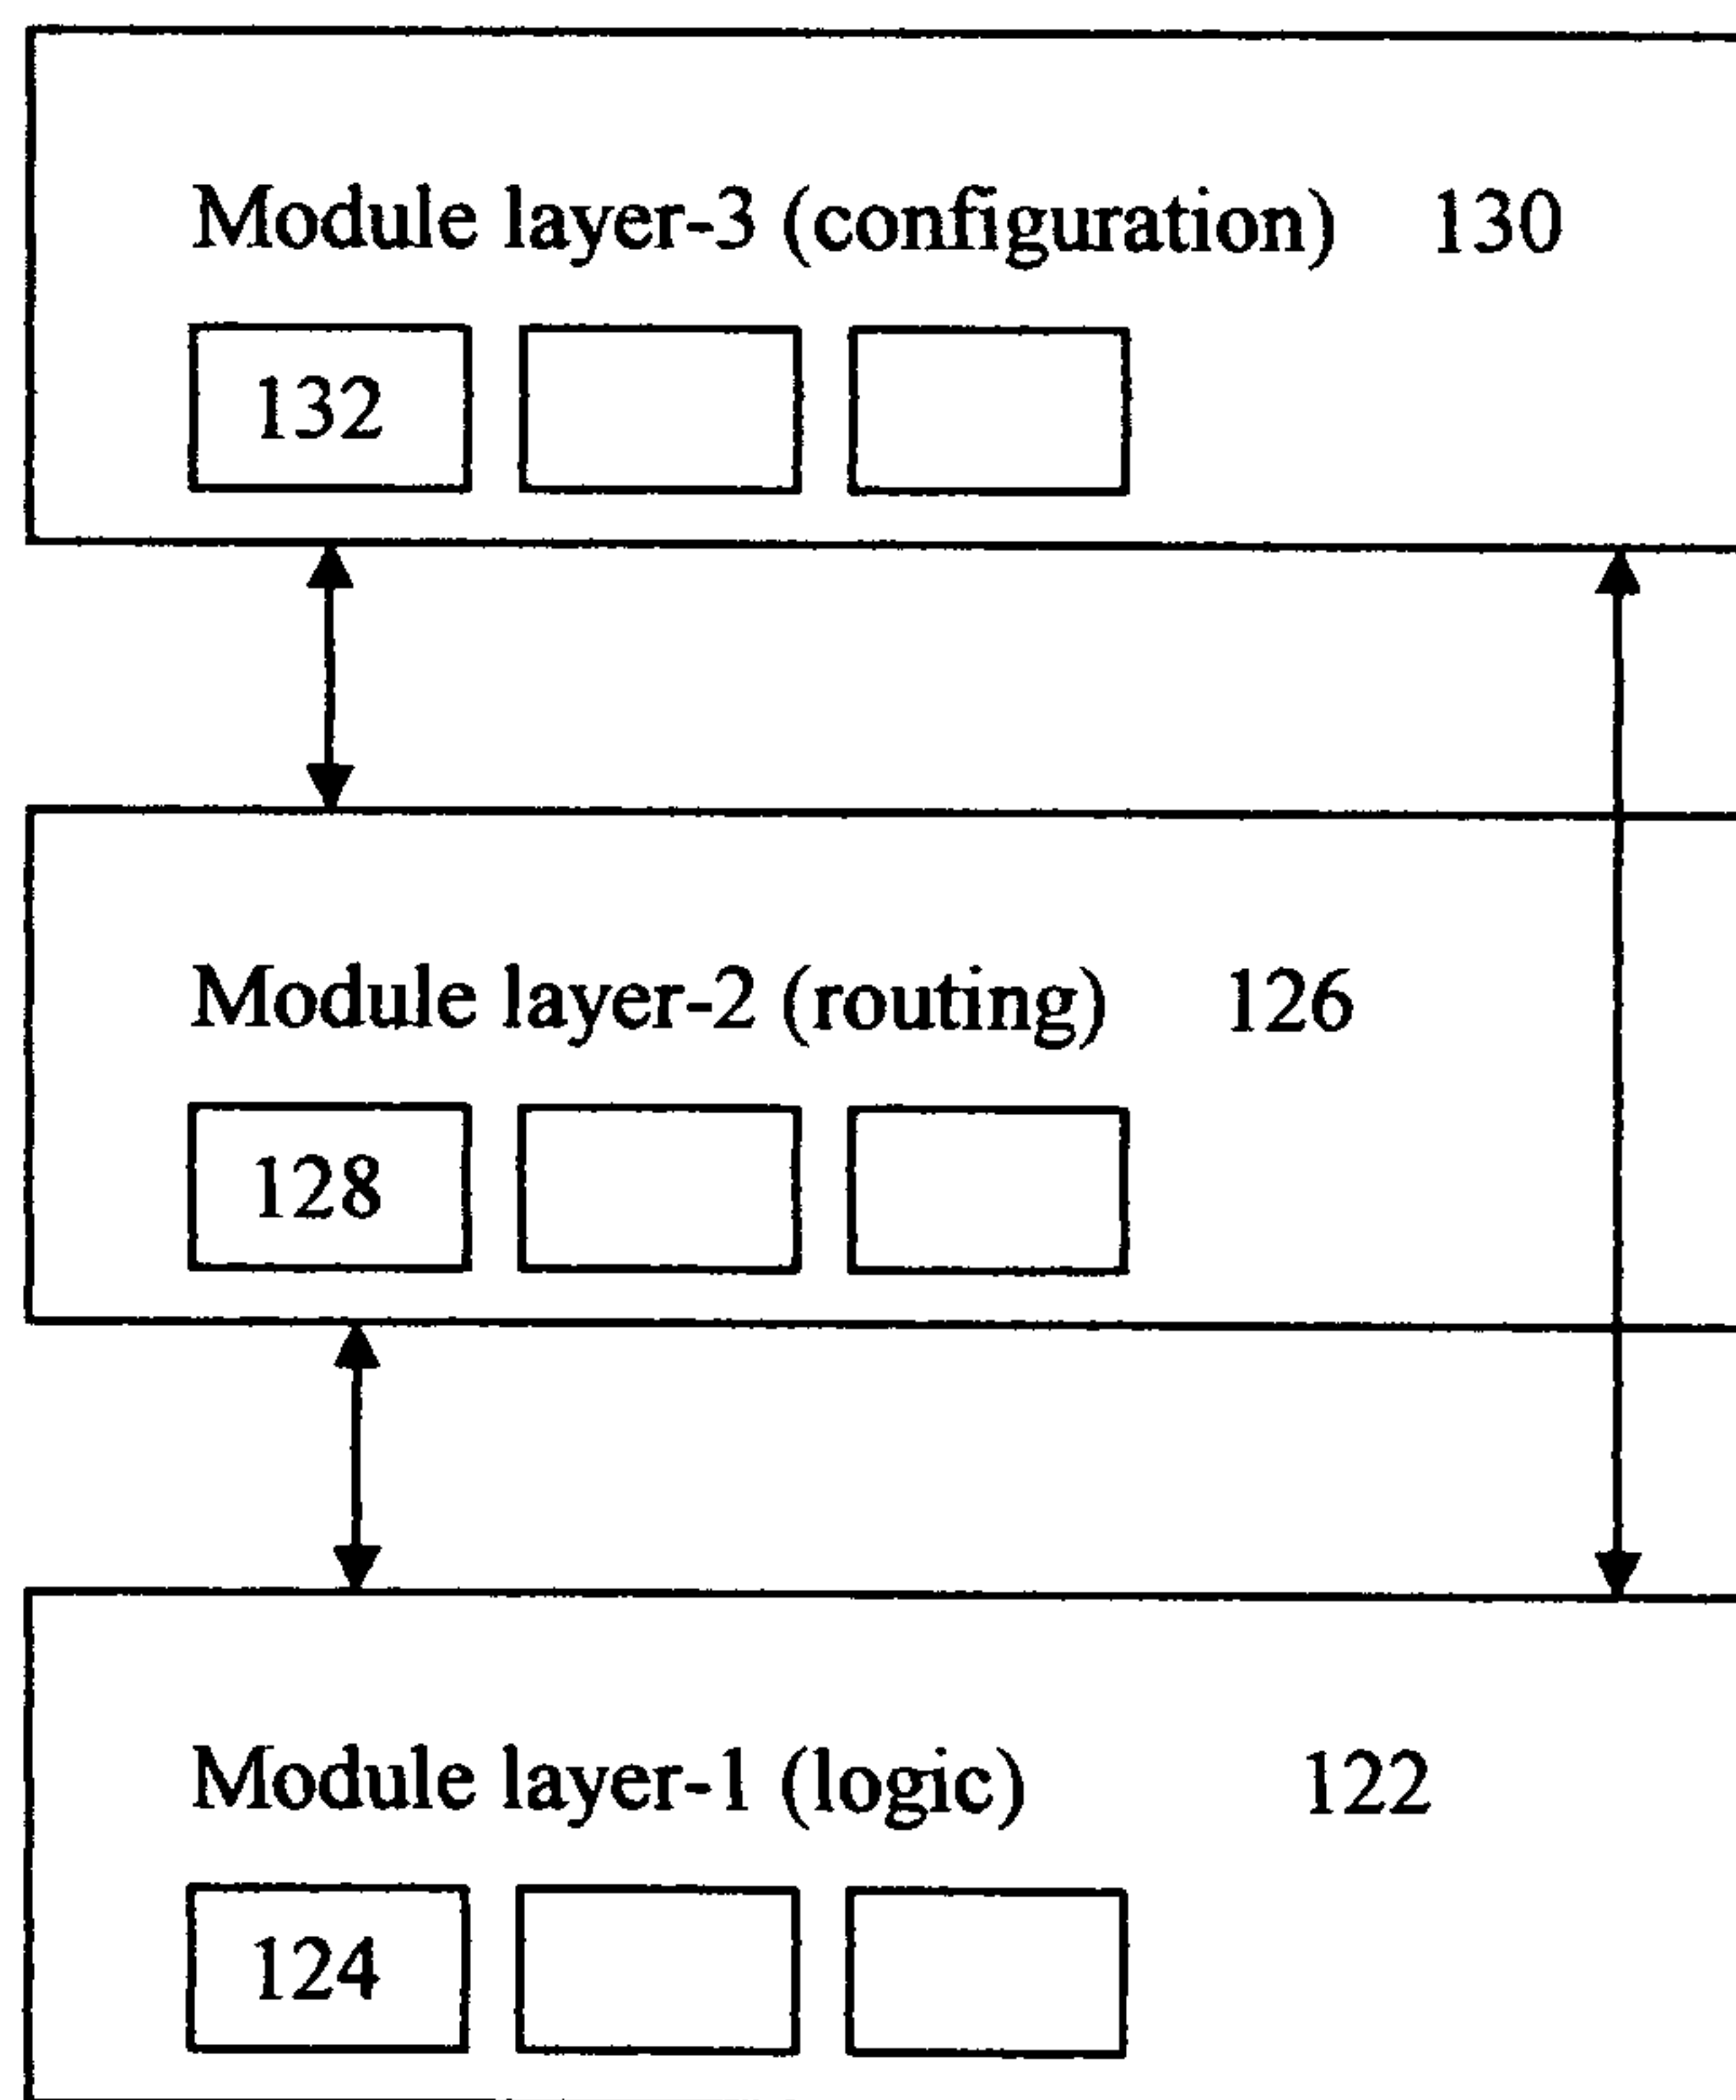 Module layer-3 (configuration) 130
132
Module layer-2 (routing) 126
128
Module layer-1 (logic) 122
124